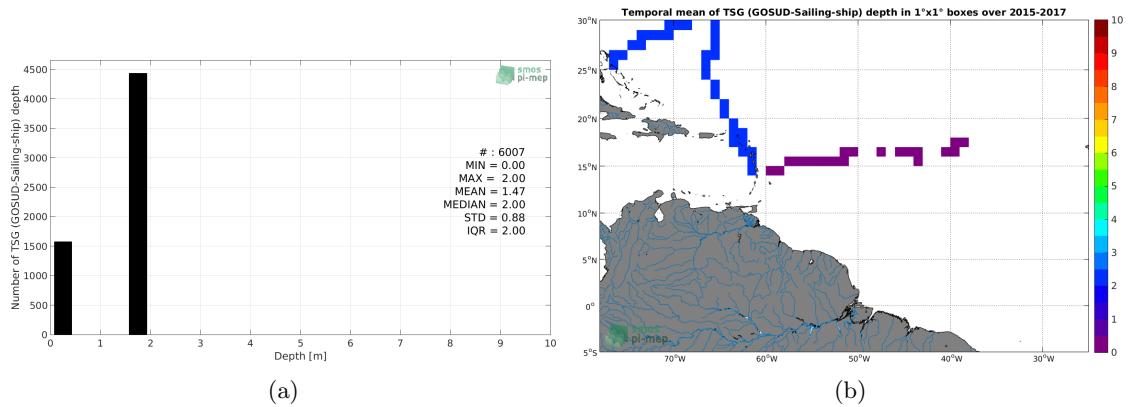 smos
pi-mep
4500
4000
3500
3000
2500
2000
1500
1000
500
0
Number of TSG (GOSUD-Sailing-ship) depth
# : 6007
MIN = 0.00
MAX = 2.00
MEAN = 1.47
MEDIAN = 2.00
STD = 0.88
IQR = 2.00
0 1 2 3 4 5 6 7 8 9 10
Depth [m]
(a)
Temporal mean of TSG (GOSUD-Sailing-ship) depth in 1°x1° boxes over 2015-2017
30°N
25°N
20°N
15°N
10°N
5°N
0°
5°S
70°W 60°W 50°W 40°W 30°W
smos
pi-mep
10
9
8
7
6
5
4
3
2
1
0
(b)